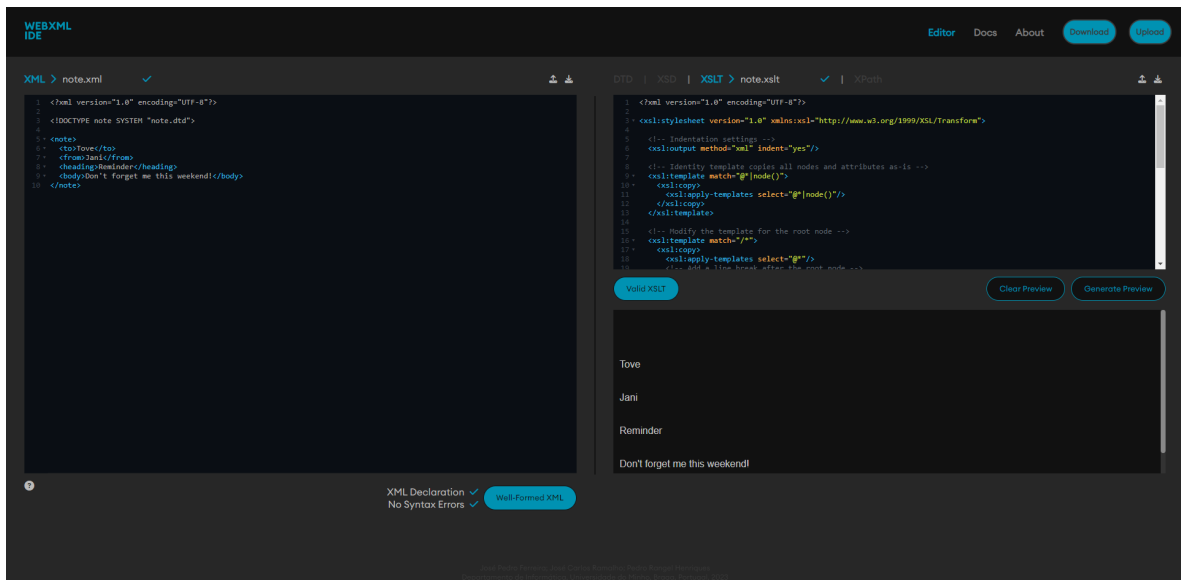 WEBXML
IDE
Editor Docs About Download Upload
XML > note.xml
1 <?xml version="1.0" encoding="UTF-8"?>
2
3 <!DOCTYPE note SYSTEM "note.dtd">
4
5 <note>
6 <to>Tove</to>
7 <from>Jani</from>
8 <heading>Reminder</heading>
9 <body>Don't forget me this weekend!</body>
10 </note>
XML Declaration
No Syntax Errors
Well-Formed XML
DTD | XSD | XSLT > note.xslt | XPath
1 <?xml version="1.0" encoding="UTF-8"?>
2
3 <xsl:stylesheet version="1.0" xmlns:xsl="http://www.w3.org/1999/XSL/Transform">
4
5 <!-- Indentation settings -->
6 <xsl:output method="xml" indent="yes"/>
7
8 <!-- Identity template copies all nodes and attributes as-is -->
9 <xsl:template match="@*|node()">
10 <xsl:copy>
11 <xsl:apply-templates select="@*|node()"/>
12 </xsl:copy>
13 </xsl:template>
14
15 <!-- Modify the template for the root node -->
16 <xsl:template match="/*">
17 <xsl:copy>
18 <xsl:apply-templates select="@*"/>
19 <!-- Add a line break after the root node -->
Valid XSLT Clear Preview Generate Preview
Tove
Jani
Reminder
Don't forget me this weekend!